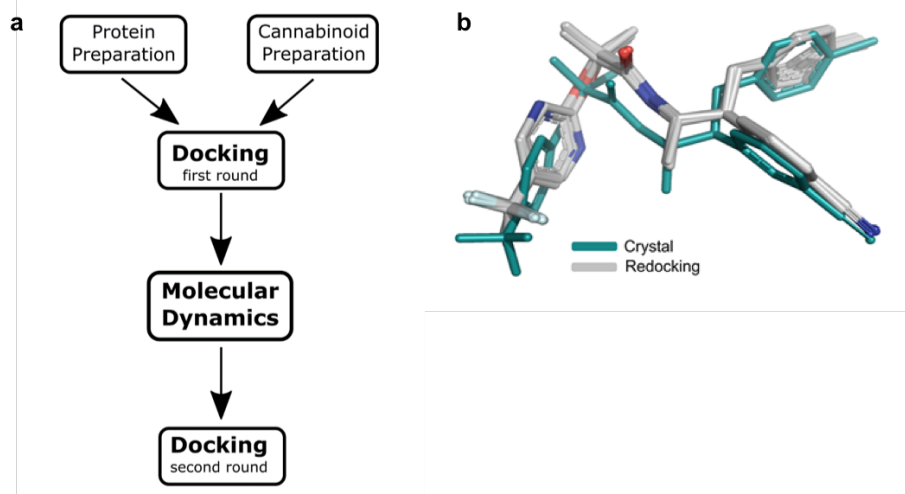 a
Protein
Preparation
Cannabinoid
Preparation
Docking
first round
Molecular
Dynamics
Docking
second round
b
Crystal
Redocking